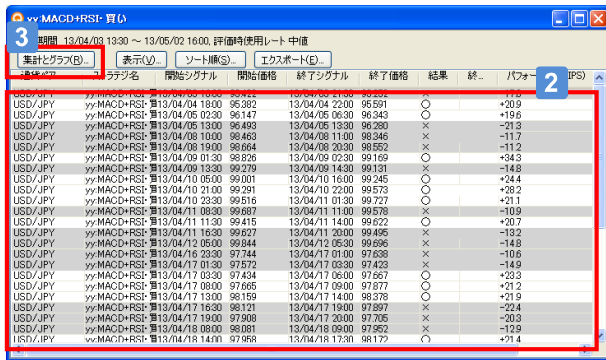 yy:MACD+RSI・買(い)
3
期間 13/04/03 13:30 ～ 13/05/02 16:00, 評価時使用レート 中値
集計とグラフ(R)... 表示(V)... ソート順(S)... エクスポート(E)...
開始シグナル 開始価格 終了シグナル 終了価格 結果 終...
2
USD/JPY yy:MACD+RSI・買 13/04/04 18:00 95.382 13/04/04 22:00 95.591 ○ +20.9
USD/JPY yy:MACD+RSI・買 13/04/05 02:30 96.147 13/04/05 06:30 96.343 ○ +19.6
USD/JPY yy:MACD+RSI・買 13/04/05 13:00 96.493 13/04/05 13:30 96.280 × -21.3
USD/JPY yy:MACD+RSI・買 13/04/08 10:00 98.463 13/04/08 11:00 98.346 × -11.7
USD/JPY yy:MACD+RSI・買 13/04/08 19:00 98.664 13/04/08 20:30 98.552 × -11.2
USD/JPY yy:MACD+RSI・買 13/04/09 01:30 98.826 13/04/09 02:30 99.169 ○ +34.3
USD/JPY yy:MACD+RSI・買 13/04/09 13:30 99.279 13/04/09 14:30 99.131 × -14.8
USD/JPY yy:MACD+RSI・買 13/04/10 05:00 99.001 13/04/10 16:00 99.245 ○ +24.4
USD/JPY yy:MACD+RSI・買 13/04/10 21:00 99.291 13/04/10 22:00 99.573 ○ +28.2
USD/JPY yy:MACD+RSI・買 13/04/10 23:30 99.516 13/04/11 01:30 99.727 ○ +21.1
USD/JPY yy:MACD+RSI・買 13/04/11 08:30 99.687 13/04/11 11:00 99.578 × -10.9
USD/JPY yy:MACD+RSI・買 13/04/11 11:30 99.415 13/04/11 14:00 99.622 ○ +20.7
USD/JPY yy:MACD+RSI・買 13/04/11 16:30 99.627 13/04/11 20:00 99.495 × -13.2
USD/JPY yy:MACD+RSI・買 13/04/12 05:00 99.844 13/04/12 05:30 99.696 × -14.8
USD/JPY yy:MACD+RSI・買 13/04/16 23:30 97.744 13/04/17 01:00 97.638 × -10.6
USD/JPY yy:MACD+RSI・買 13/04/17 01:30 97.572 13/04/17 03:30 97.423 × -14.9
USD/JPY yy:MACD+RSI・買 13/04/17 03:30 97.434 13/04/17 06:00 97.667 ○ +23.3
USD/JPY yy:MACD+RSI・買 13/04/17 08:00 97.665 13/04/17 09:00 97.877 ○ +21.2
USD/JPY yy:MACD+RSI・買 13/04/17 13:00 98.159 13/04/17 14:00 98.378 ○ +21.9
USD/JPY yy:MACD+RSI・買 13/04/17 16:30 98.121 13/04/17 19:00 97.897 × -22.4
USD/JPY yy:MACD+RSI・買 13/04/17 19:00 97.908 13/04/17 20:00 97.705 × -20.3
USD/JPY yy:MACD+RSI・買 13/04/18 08:00 98.081 13/04/18 09:00 97.952 × -12.9
USD/JPY yy:MACD+RSI・買 13/04/18 14:00 97.958 13/04/18 17:30 98.172 ○ +21.4